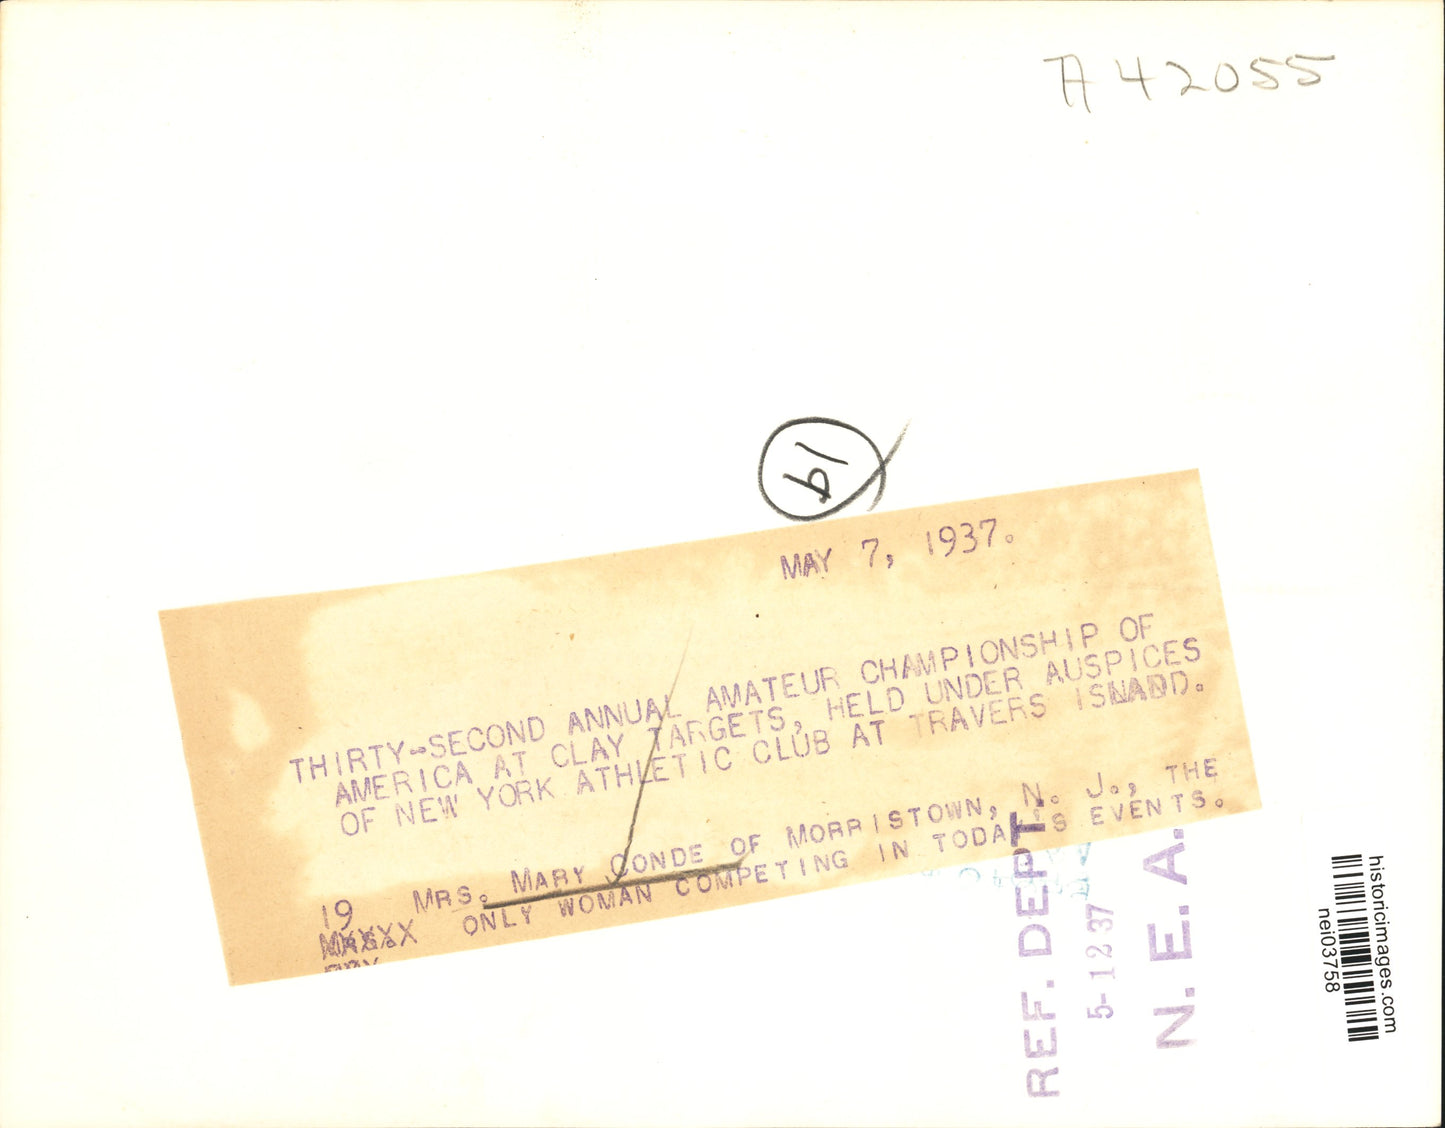 A42055
b1
MAY 7, 1937.
THIRTY-SECOND ANNUAL AMATEUR CHAMPIONSHIP OF
AMERICA AT CLAY TARGETS, HELD UNDER AUSPICES
OF NEW YORK ATHLETIC CLUB AT TRAVERS
19 MRS. MARY CONDE OF MORRISTOWN, N. J., THE
ONLY WOMAN COMPETING IN TODAY'S EVENTS.
REF. DEPT.
5-12 37
N. E. A.
historicimages.com
nei03758